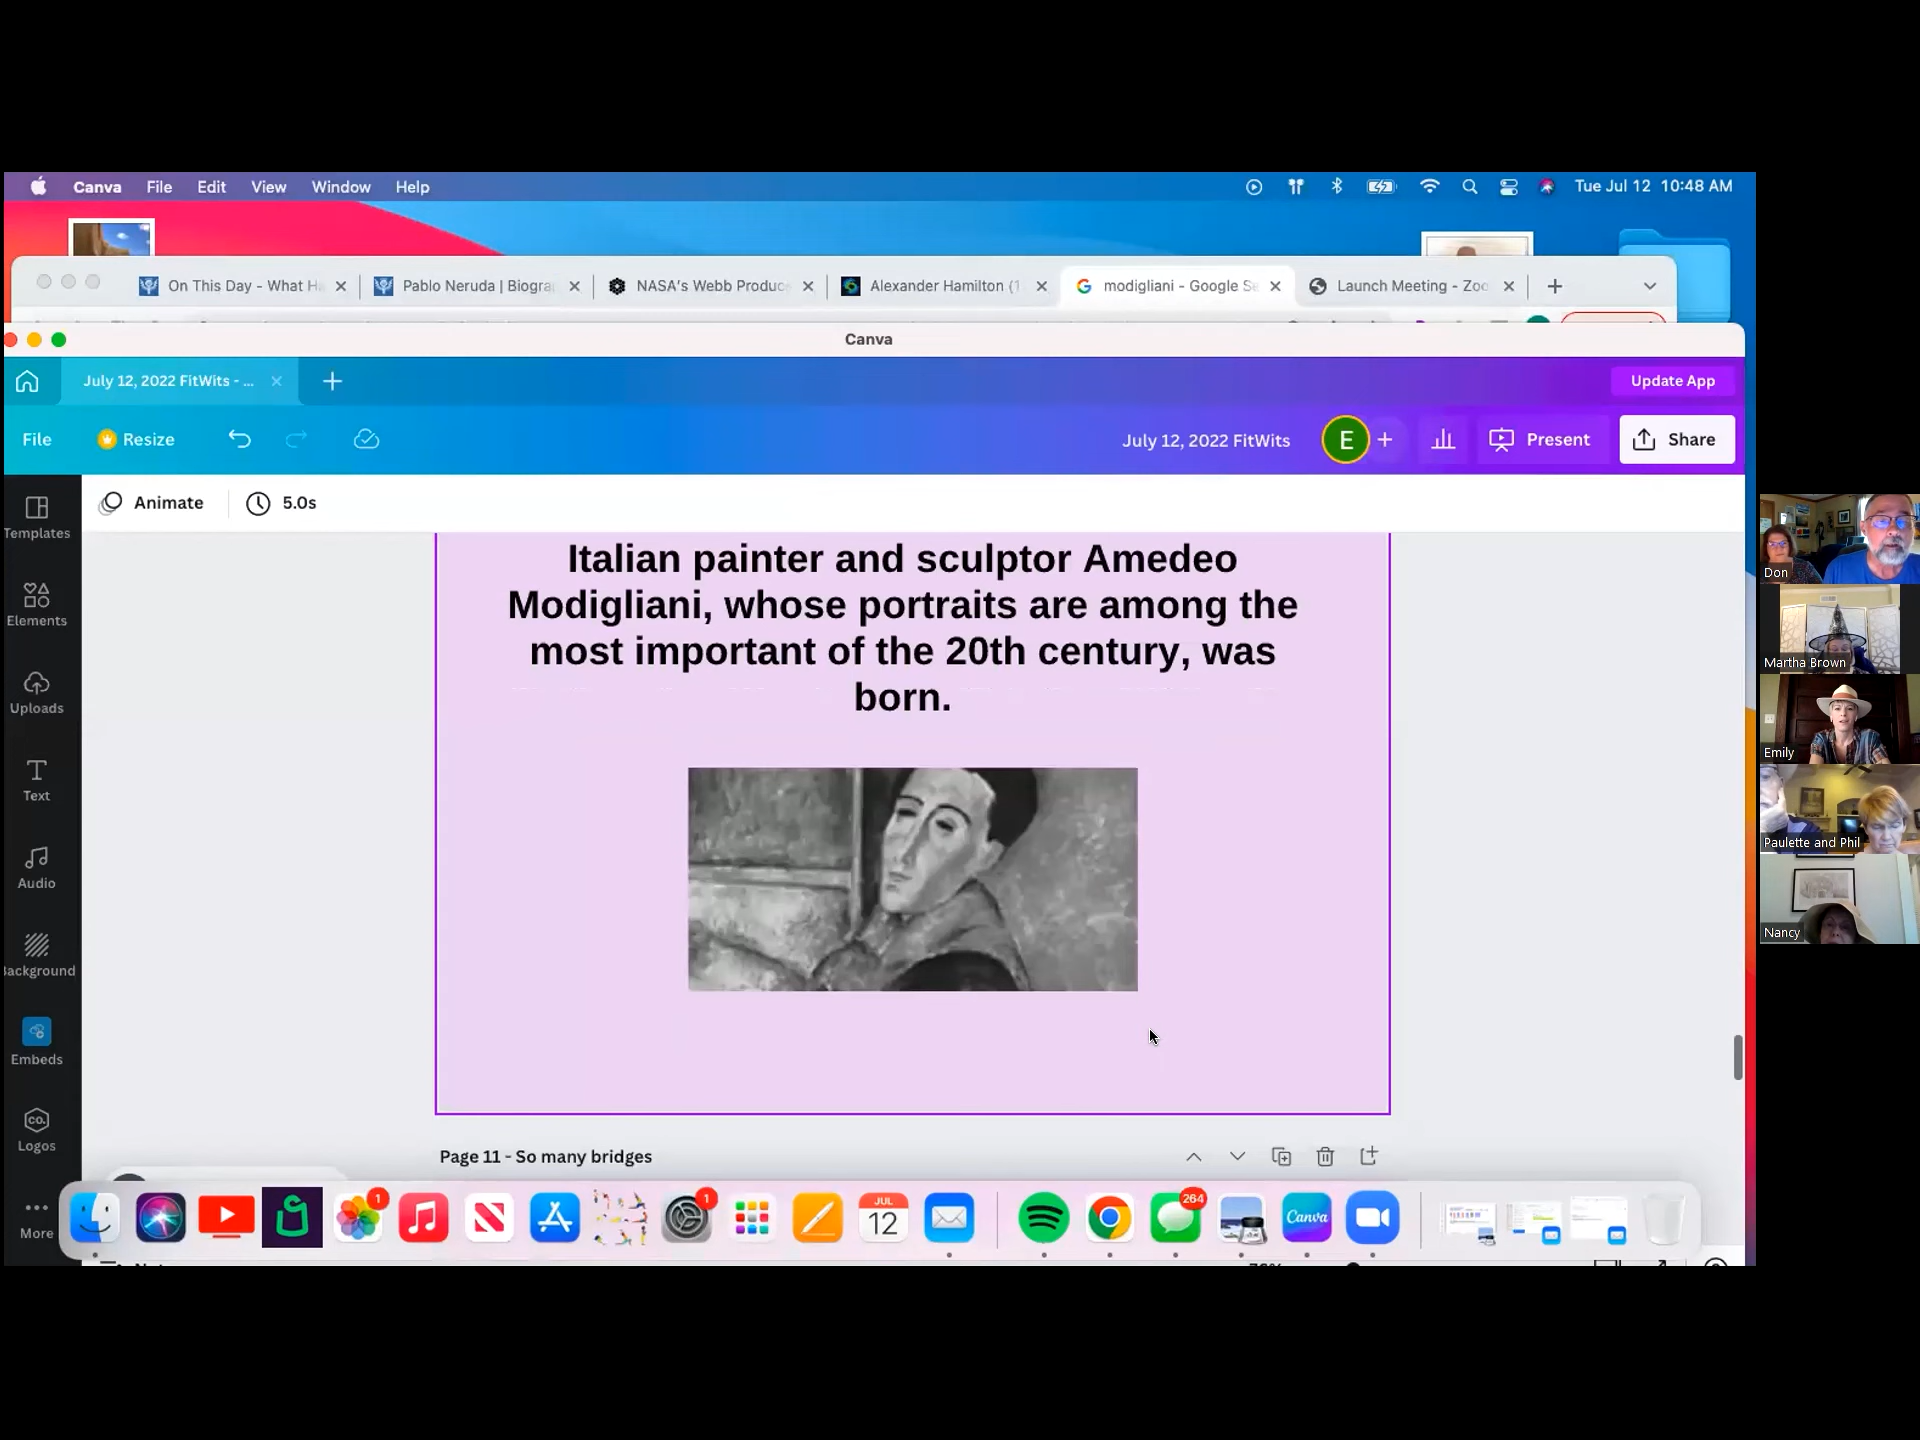 Canva File Edit View Window Help Tue Jul 12 10:48 AM
On This Day - What Ha Pablo Neruda | Biogra NASA's Webb Produc Alexander Hamilton (1 modigliani - Google Se Launch Meeting - Zoo
Canva
July 12, 2022 FitWits - ... Update App
File Resize July 12, 2022 FitWits E Present Share
Animate 5.0s
Templates
Elements
Uploads
Text
Audio
Background
Embeds
CO.
Logos
More
Italian painter and sculptor Amedeo
Modigliani, whose portraits are among the
most important of the 20th century, was
born.
Page 11 - So many bridges
1
1
JUL
12
264
Canva
Don
Martha Brown
Emily
Paulette and Phil
Nancy